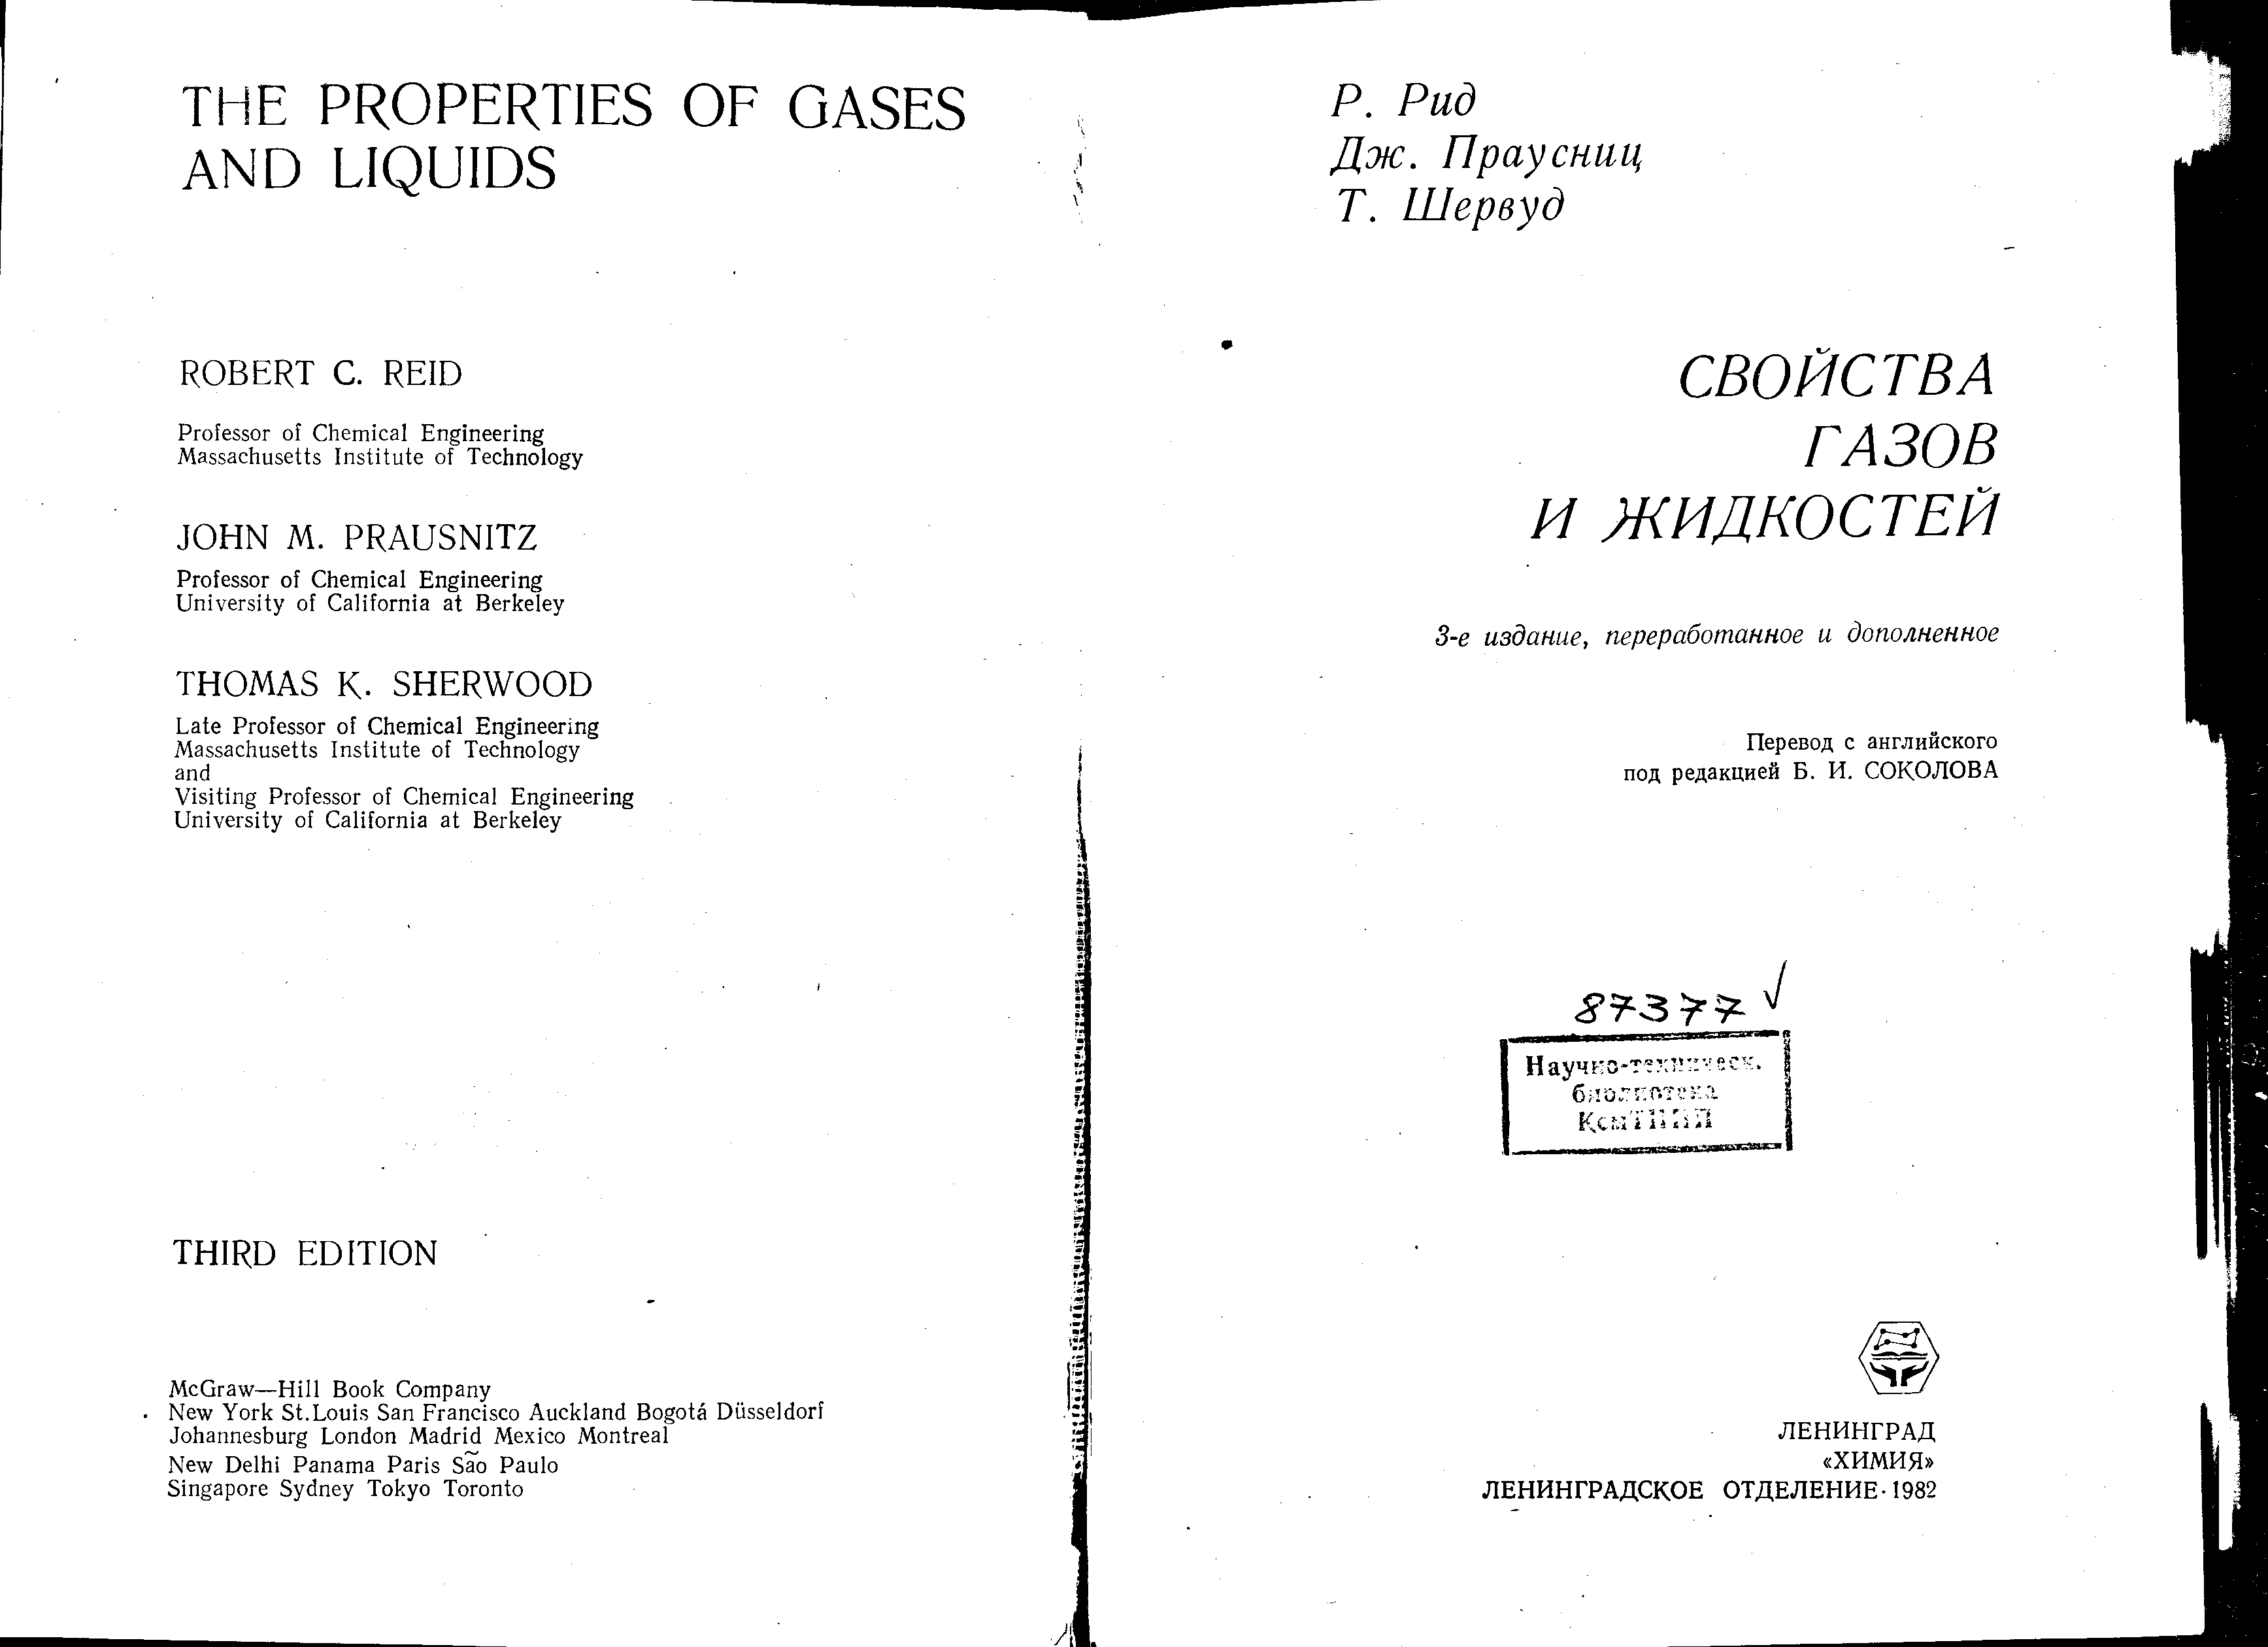 THE PROPERTIES OF GASES
AND LIQUIDS
ROBERT C. REID
Professor of Chemical Engineering
Massachusetts Institute of Technology
JOHN M. PRAUSNITZ
Professor of Chemical Engineering
University of California at Berkeley
THOMAS K. SHERWOOD
Late Professor of Chemical Engineering
Massachusetts Institute of Technology
and
Visiting Professor of Chemical Engineering
University of California at Berkeley
THIRD EDITION
McGraw—Hill Book Company
New York St.Louis San Francisco Auckland Bogotá Düsseldorf
Johannesburg London Madrid Mexico Montreal
New Delhi Panama Paris São Paulo
Singapore Sydney Tokyo Toronto
Р. Рид
Дж. Праусниц
Т. Шервуд
СВОЙСТВА
ГАЗОВ
И ЖИДКОСТЕЙ
3-е издание, переработанное и дополненное
Перевод с английского
под редакцией Б. И. СОКОЛОВА
87377 ✓
Научно-техническ.
библиотека
ЛЕНИНГРАД
«ХИМИЯ»
ЛЕНИНГРАДСКОЕ ОТДЕЛЕНИЕ · 1982